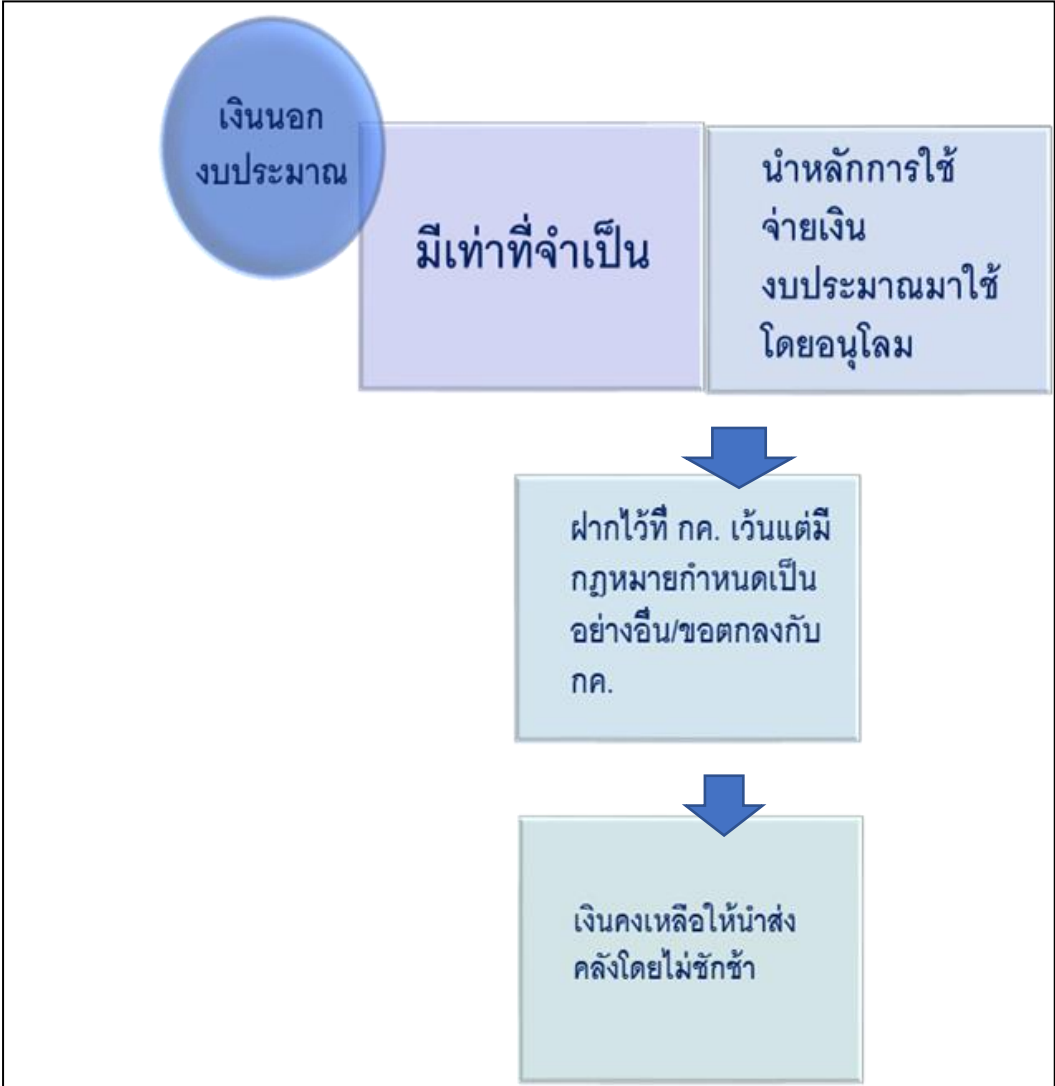 เงินนอก
งบประมาณ
มีเท่าที่จำเป็น
นำหลักการใช้
จ่ายเงิน
งบประมาณมาใช้
โดยอนุโลม
ฝากไว้ที่ กค. เว้นแต่มี
กฎหมายกำหนดเป็น
อย่างอื่น/ขอตกลงกับ
กค.
เงินคงเหลือให้นำส่ง
คลังโดยไม่ชักช้า